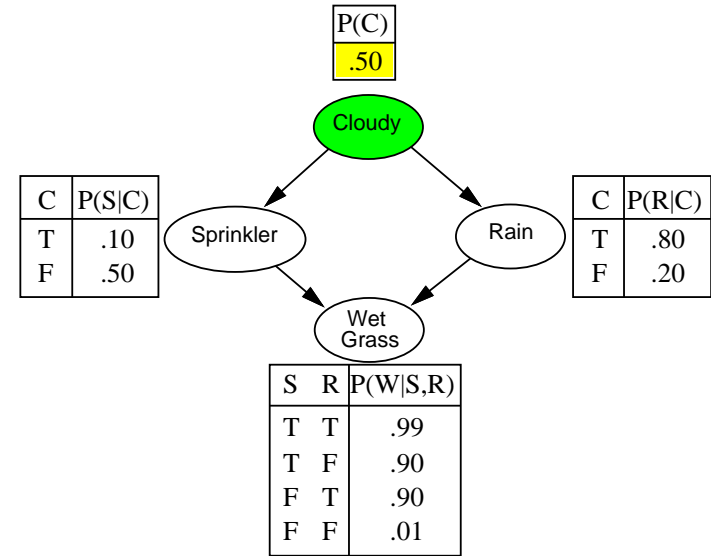 P(C)
.50
Cloudy
C P(S|C)
T .10
F .50
Sprinkler
Rain
C P(R|C)
T .80
F .20
Wet
Grass
S R P(W|S,R)
T T .99
T F .90
F T .90
F F .01